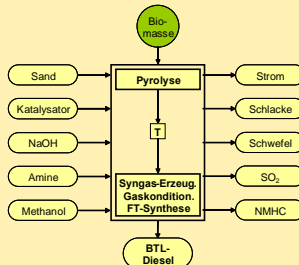 Bio-
masse
Sand
Pyrolyse
Strom
Katalysator
Schlacke
NaOH
T
Schwefel
Amine
Syngas-Erzeug.
Gaskondition.
FT-Synthese
SO₂
Methanol
NMHC
BTL-
Diesel